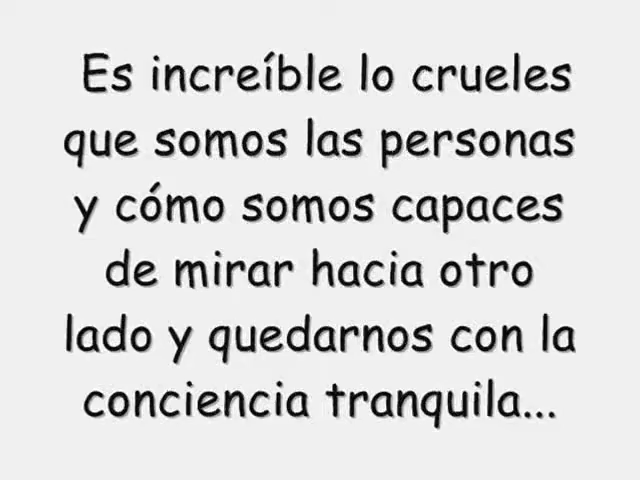 Es increíble lo crueles
que somos las personas
y cómo somos capaces
de mirar hacia otro
lado y quedarnos con la
conciencia tranquila...